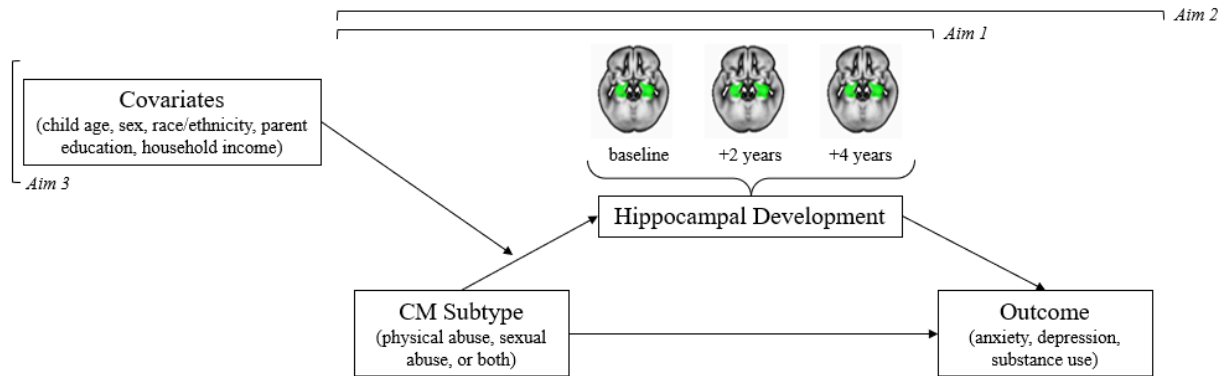 Aim 2
Aim 1
Covariates
(child age, sex, race/ethnicity, parent
education, household income)
Aim 3
baseline
+2 years
+4 years
Hippocampal Development
CM Subtype
(physical abuse, sexual
abuse, or both)
Outcome
(anxiety, depression,
substance use)